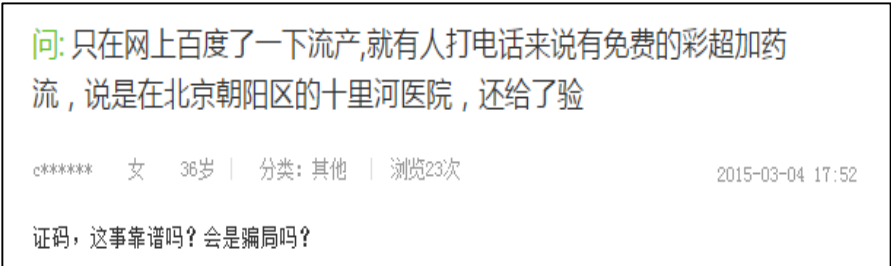 问: 只在网上百度了一下流产,就有人打电话来说有免费的彩超加药
流，说是在北京朝阳区的十里河医院，还给了验
c****** 女 36岁 | 分类: 其他 | 浏览23次 2015-03-04 17:52
证码，这事靠谱吗？会是骗局吗？